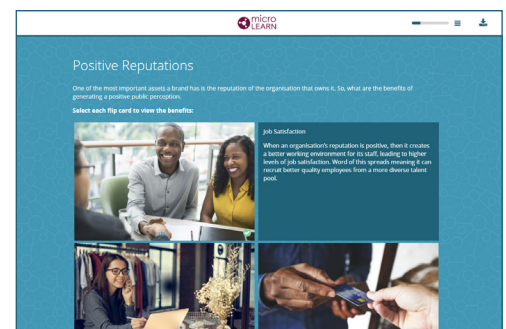 micro
LEARN
Positive Reputations
One of the most important assets a brand has is the reputation of the organisation that owns it. So, what are the benefits of
generating a positive public perception.
Select each flip card to view the benefits:
Job Satisfaction
When an organisation's reputation is positive, then it creates
a better working environment for its staff, leading to higher
levels of job satisfaction. Word of this spreads meaning it can
recruit better quality employees from a more diverse talent
pool.